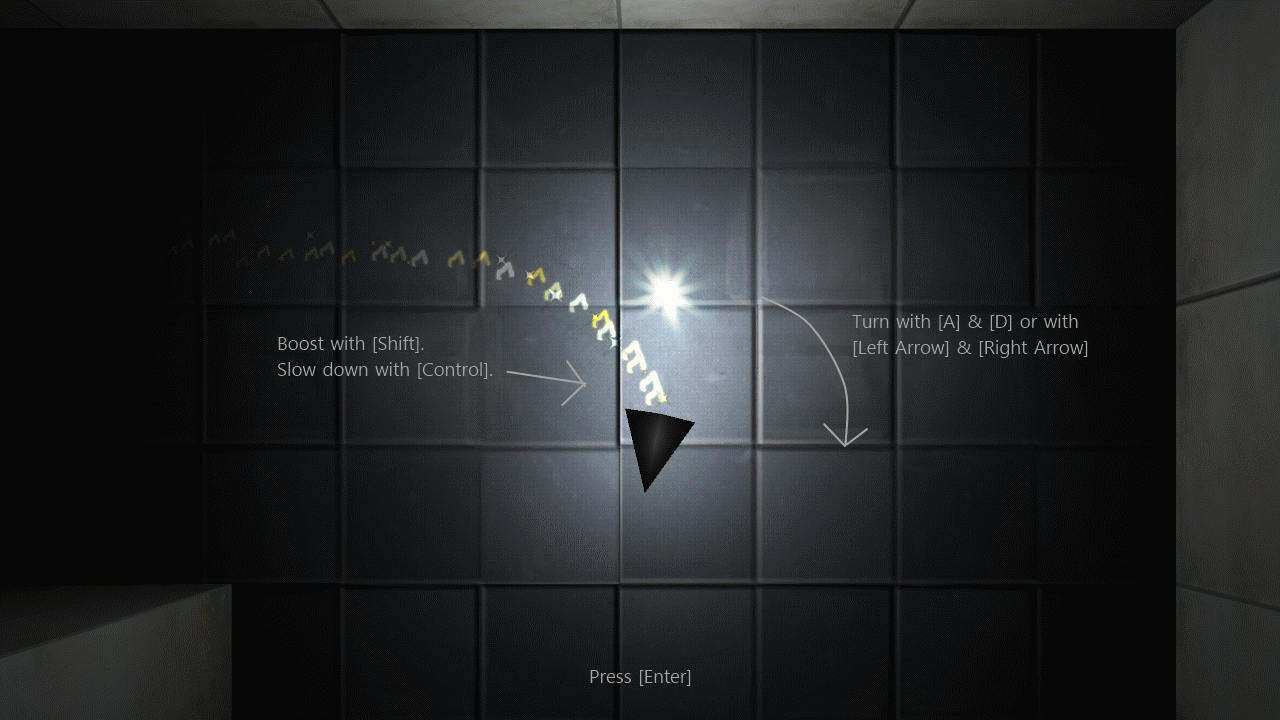 Boost with [Shift].
Slow down with [Control].
Turn with [A] & [D] or with
[Left Arrow] & [Right Arrow]
Press [Enter]